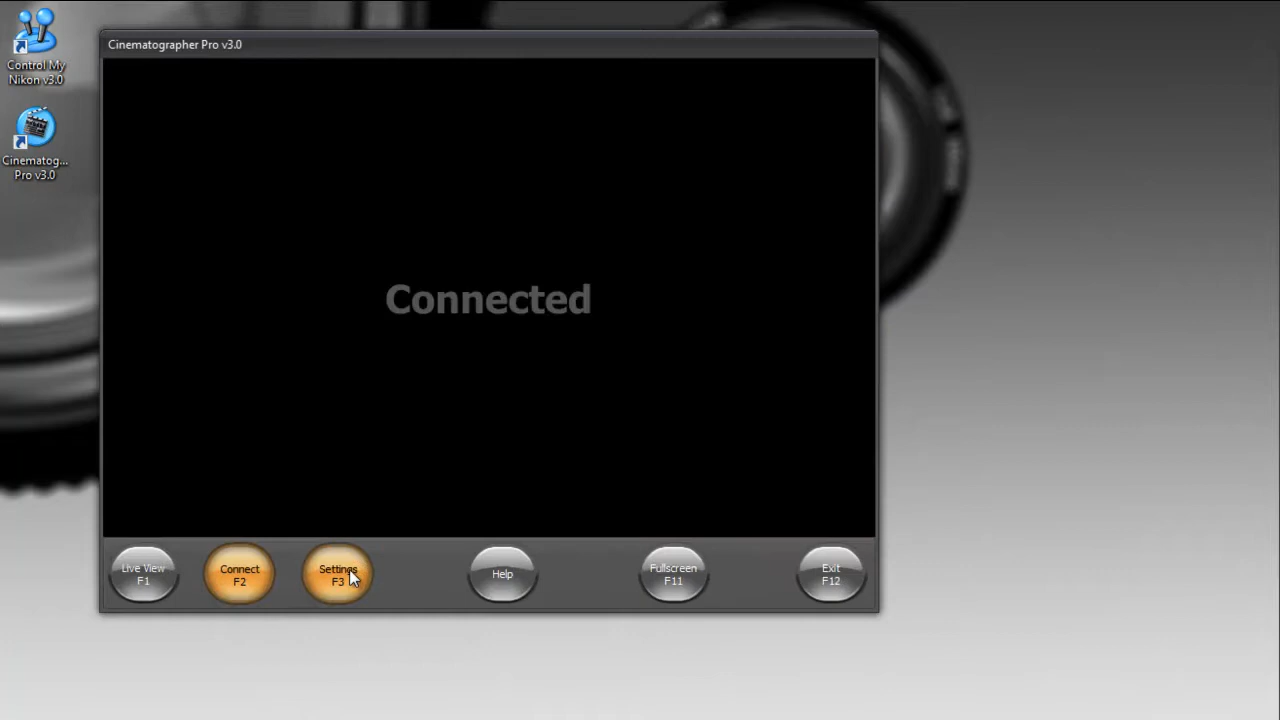 Control My
Nikon v3.0
Cinematog...
Pro v3.0
Cinematographer Pro v3.0
Connected
Live View
F1
Connect
F2
Settings
F3
Help
Fullscreen
F11
Exit
F12